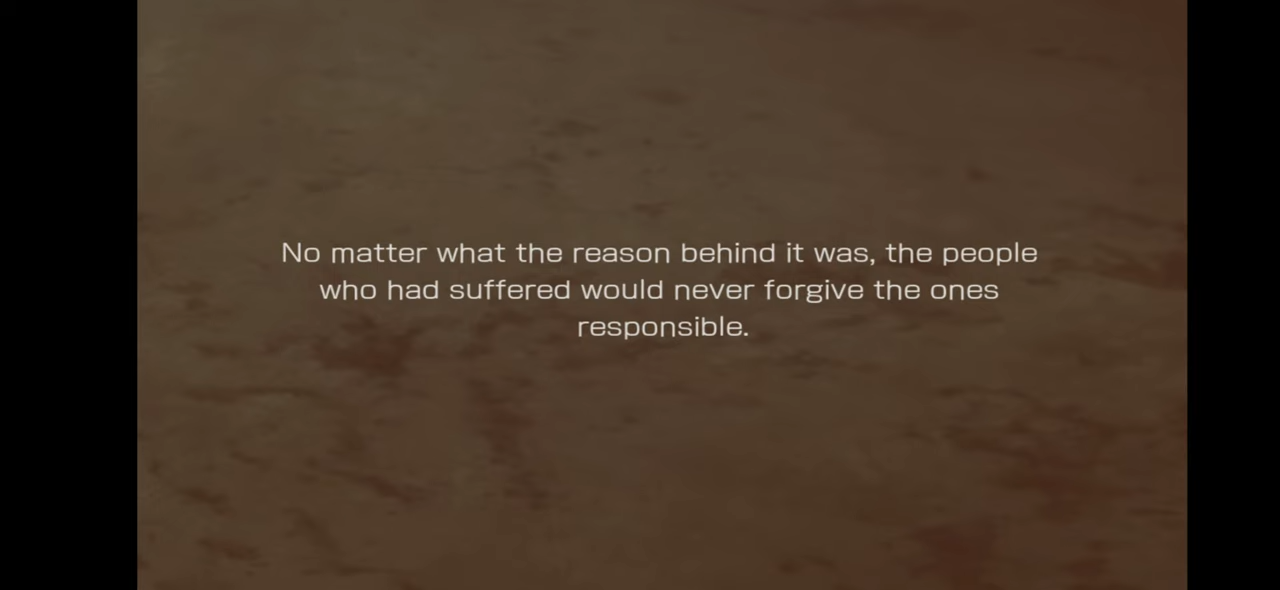 No matter what the reason behind it was, the people
who had suffered would never forgive the ones
responsible.